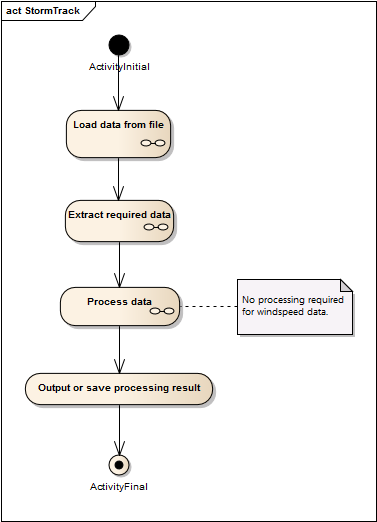 act StormTrack
ActivityInitial
Load data from file
Extract required data
Process data
No processing required
for windspeed data.
Output or save processing result
ActivityFinal